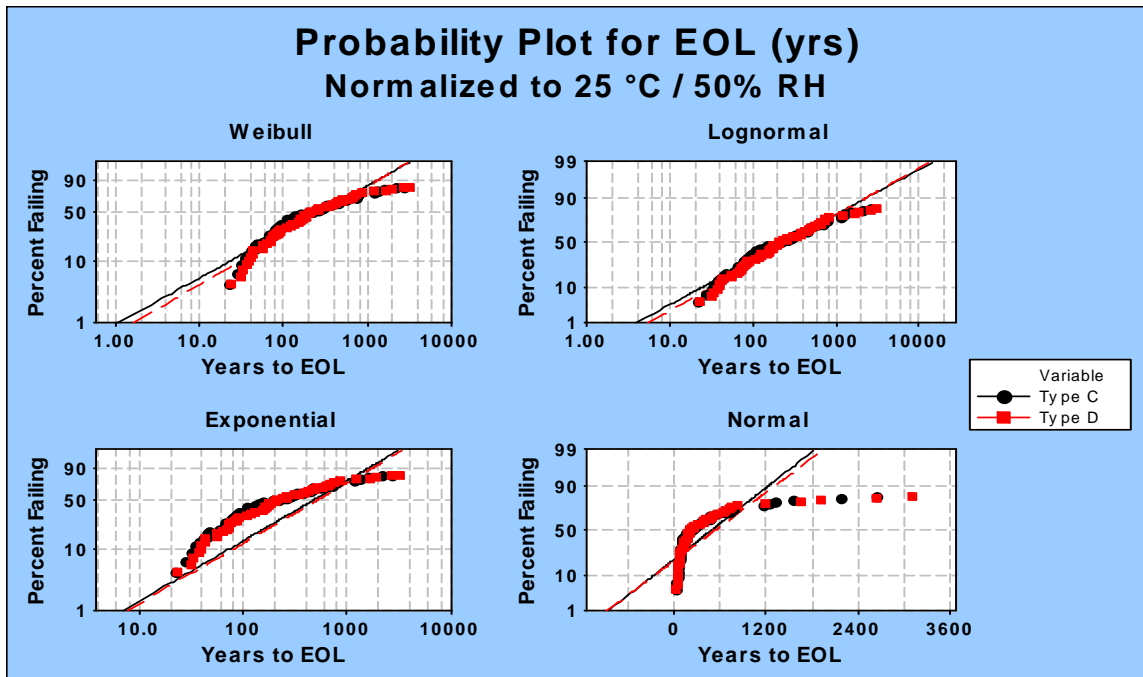 Probability Plot for EOL (yrs)
Normalized to 25 °C / 50% RH
Weibull
Percent Failing
90
50
10
1
1.00 10.0 100 1000 10000
Years to EOL
Lognormal
Percent Failing
99
90
50
10
1
1.00 10.0 100 1000 10000
Years to EOL
Variable
Type C
Type D
Exponential
Percent Failing
90
50
10
1
10.0 100 1000 10000
Years to EOL
Normal
Percent Failing
99
90
50
10
1
0 1200 2400 3600
Years to EOL